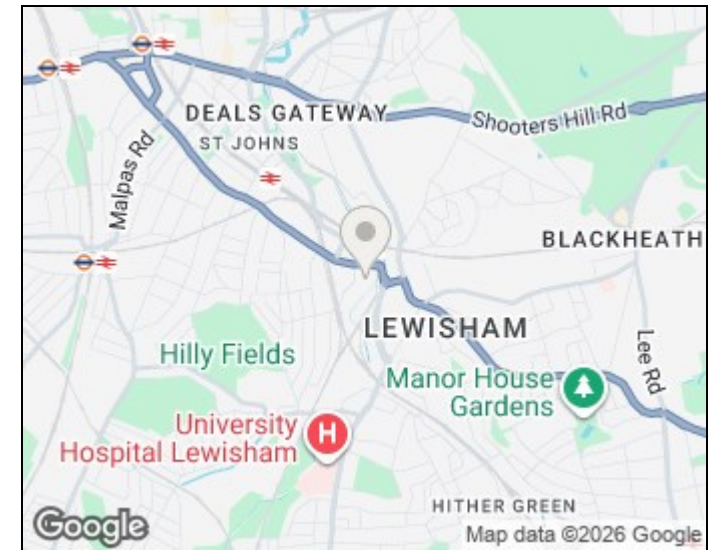 DEALS GATEWAY
Shooters Hill Rd
ST JOHNS
Malpas Rd
BLACKHEATH
LEWISHAM
Hilly Fields
Lee Rd
Manor House
Gardens
University
Hospital Lewisham
H
HITHER GREEN
Google
Map data ©2026 Google